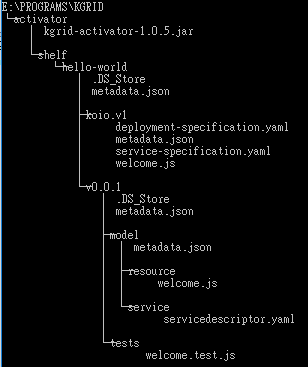 E:\PROGRAMS\KGRID
activator
kgrid-activator-1.0.5.jar
shelf
hello-world
.DS_Store
metadata.json
koio.v1
deployment-specification.yaml
metadata.json
service-specification.yaml
welcome.js
v0.0.1
.DS_Store
metadata.json
model
metadata.json
resource
welcome.js
service
servicedescriptor.yaml
tests
welcome.test.js